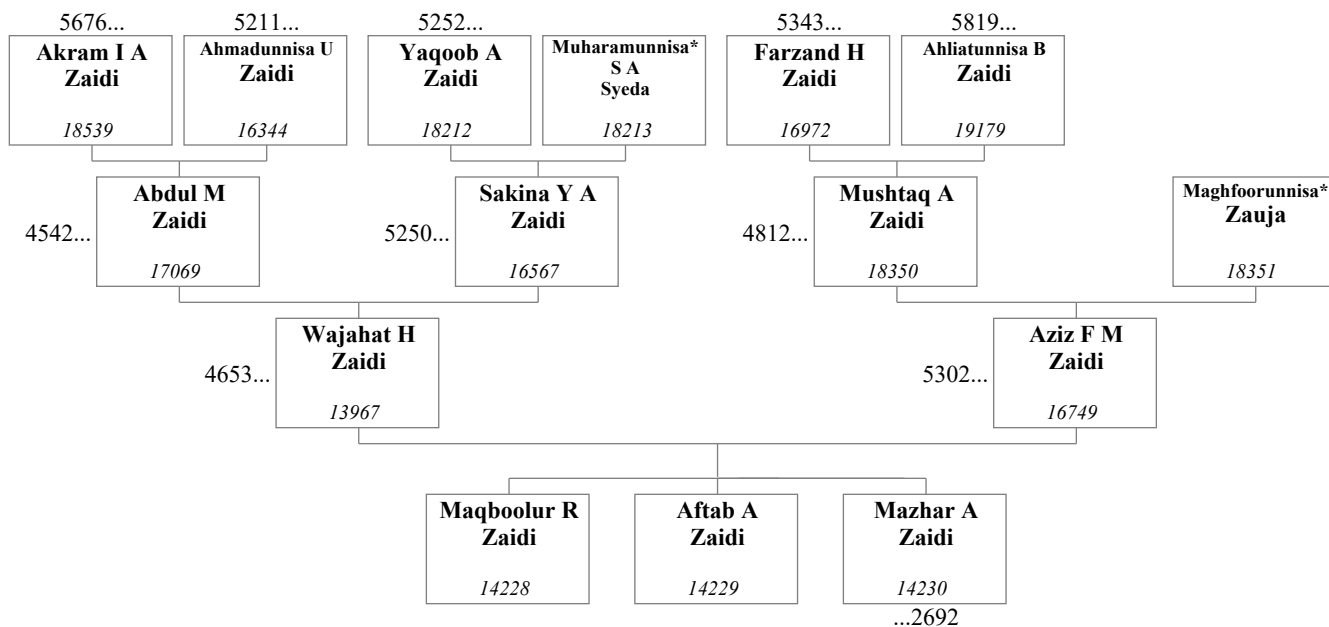 5676...
5211...
5252...
5343...
5819...
Akram I A
Zaidi
18539
Ahmadunnisa U
Zaidi
16344
Yaqoob A
Zaidi
18212
Muharamunnisa*
S A
Syeda
18213
Farzand H
Zaidi
16972
Ahliatunnisa B
Zaidi
19179
4542...
Abdul M
Zaidi
17069
5250...
Sakina Y A
Zaidi
16567
4812...
Mushtaq A
Zaidi
18350
Maghfoorunnisa*
Zauja
18351
4653...
Wajahat H
Zaidi
13967
5302...
Aziz F M
Zaidi
16749
Maqboolur R
Zaidi
14228
Aftab A
Zaidi
14229
Mazhar A
Zaidi
14230
...2692